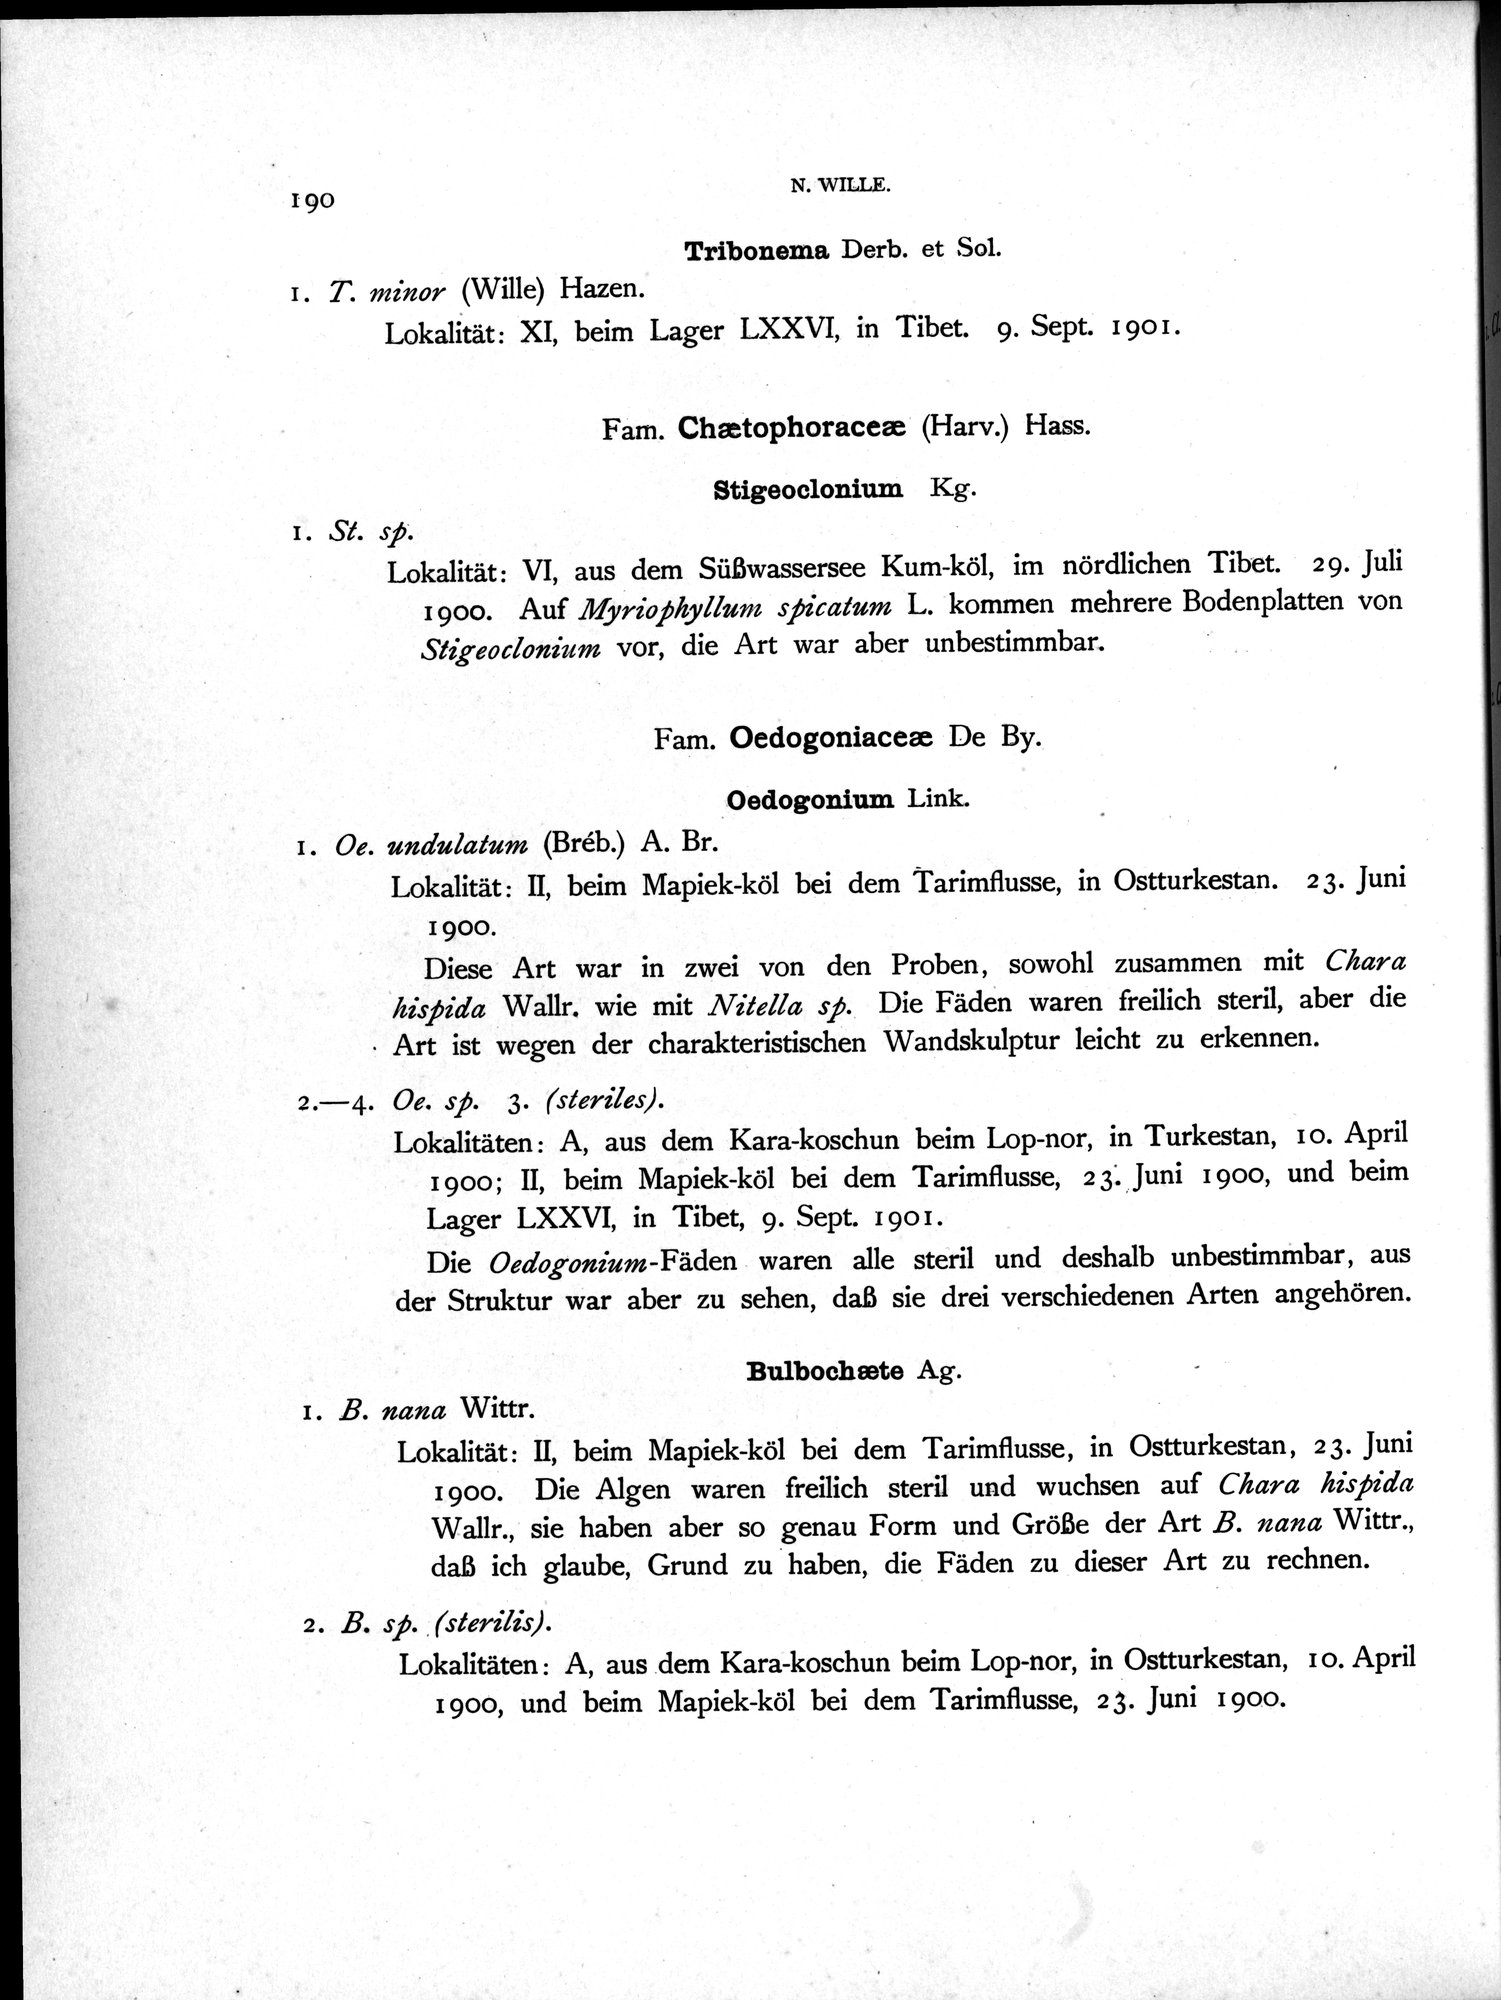 190
N. WILLE.
Tribonema Derb. et Sol.
1. T. minor (Wille) Hazen.
Lokalität: XI, beim Lager LXXVI, in Tibet. 9. Sept. 1901.
Fam. Chætophoraceæ (Harv.) Hass.
Stigeoclonium Kg.
1. St. sp.
Lokalität: VI, aus dem Süßwassersee Kum-köl, im nördlichen Tibet. 29. Juli
1900. Auf Myriophyllum spicatum L. kommen mehrere Bodenplatten von
Stigeoclonium vor, die Art war aber unbestimmbar.
Fam. Oedogoniaceæ De By.
Oedogonium Link.
1. Oe. undulatum (Bréb.) A. Br.
Lokalität: II, beim Mapiek-köl bei dem Tarimflusse, in Ostturkestan. 23. Juni
1900.
Diese Art war in zwei von den Proben, sowohl zusammen mit Chara
hispida Wallr. wie mit Nitella sp. Die Fäden waren freilich steril, aber die
Art ist wegen der charakteristischen Wandskulptur leicht zu erkennen.
2.—4. Oe. sp. 3. (steriles).
Lokalitäten: A, aus dem Kara-koschun beim Lop-nor, in Turkestan, 10. April
1900; II, beim Mapiek-köl bei dem Tarimflusse, 23. Juni 1900, und beim
Lager LXXVI, in Tibet, 9. Sept. 1901.
Die Oedogonium-Fäden waren alle steril und deshalb unbestimmbar, aus
der Struktur war aber zu sehen, daß sie drei verschiedenen Arten angehören.
Bulbochæte Ag.
1. B. nana Wittr.
Lokalität: II, beim Mapiek-köl bei dem Tarimflusse, in Ostturkestan, 23. Juni
1900. Die Algen waren freilich steril und wuchsen auf Chara hispida
Wallr., sie haben aber so genau Form und Größe der Art B. nana Wittr.,
daß ich glaube, Grund zu haben, die Fäden zu dieser Art zu rechnen.
2. B. sp. (sterilis).
Lokalitäten: A, aus dem Kara-koschun beim Lop-nor, in Ostturkestan, 10. April
1900, und beim Mapiek-köl bei dem Tarimflusse, 23. Juni 1900.